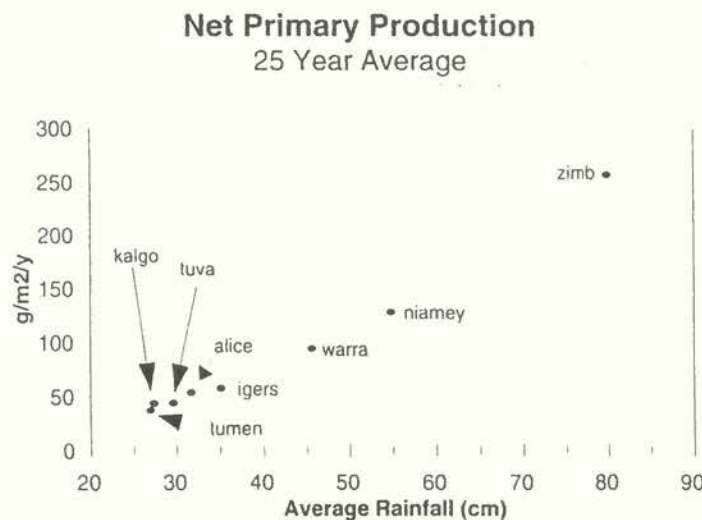 Net Primary Production
25 Year Average
300
250
200
150
100
50
0
g/m2/y
kalgo
tuva
alice
igers
tumen
warra
niamey
zimb
20 30 40 50 60 70 80 90
Average Rainfall (cm)